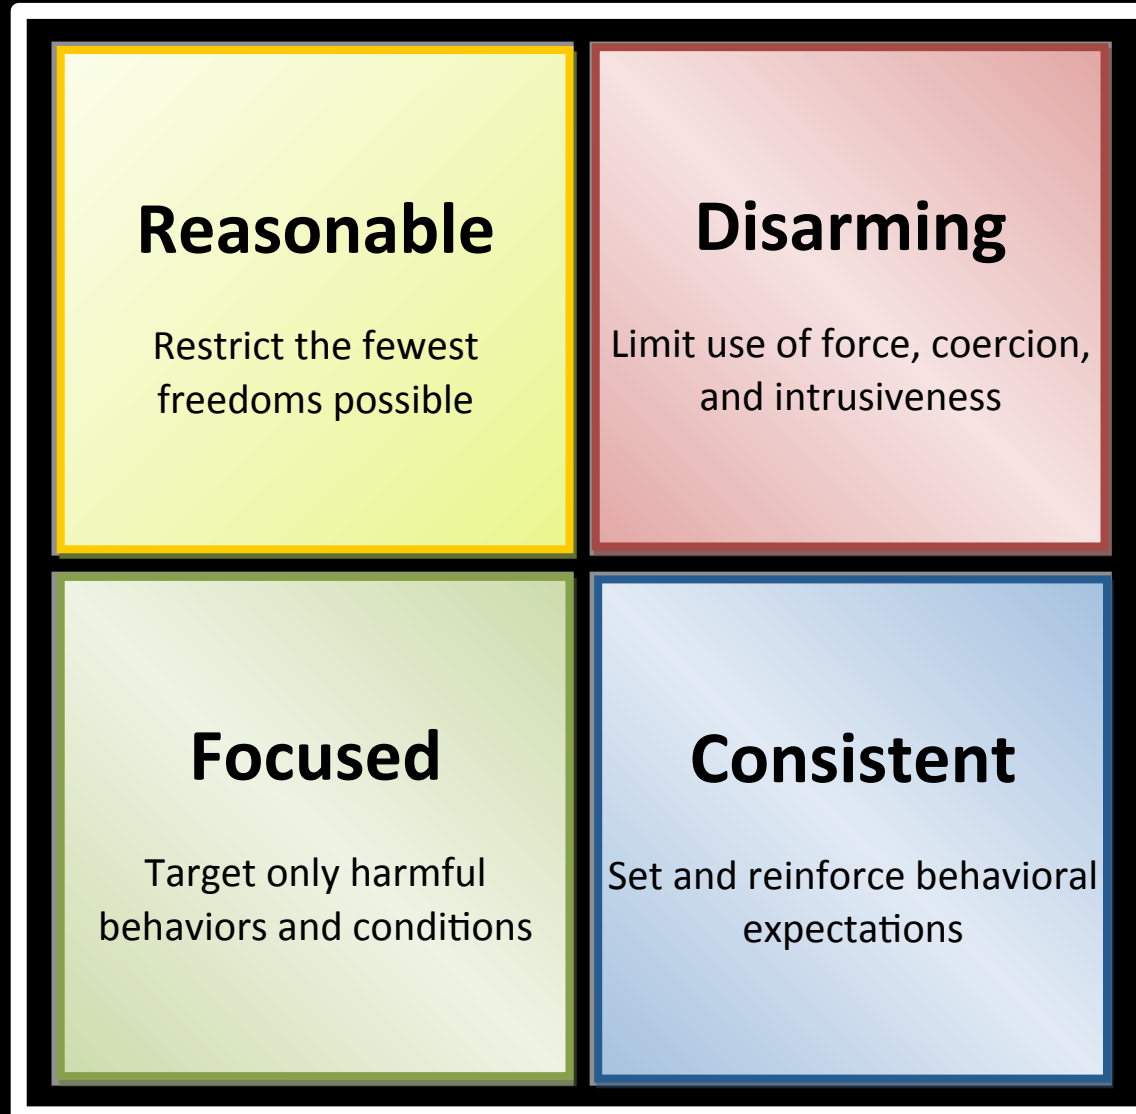 Reasonable
Restrict the fewest
freedoms possible
Disarming
Limit use of force, coercion,
and intrusiveness
Focused
Target only harmful
behaviors and conditions
Consistent
Set and reinforce behavioral
expectations